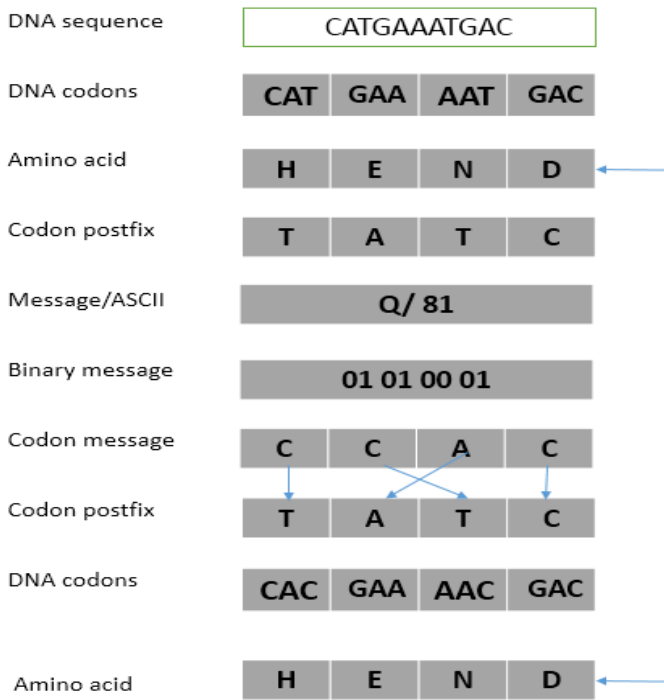 DNA sequence CATGAAATGAC
DNA codons CAT GAA AAT GAC
Amino acid H E N D
Codon postfix T A T C
Message/ASCII Q/ 81
Binary message 01 01 00 01
Codon message C C A C
Codon postfix T A T C
DNA codons CAC GAA AAC GAC
Amino acid H E N D